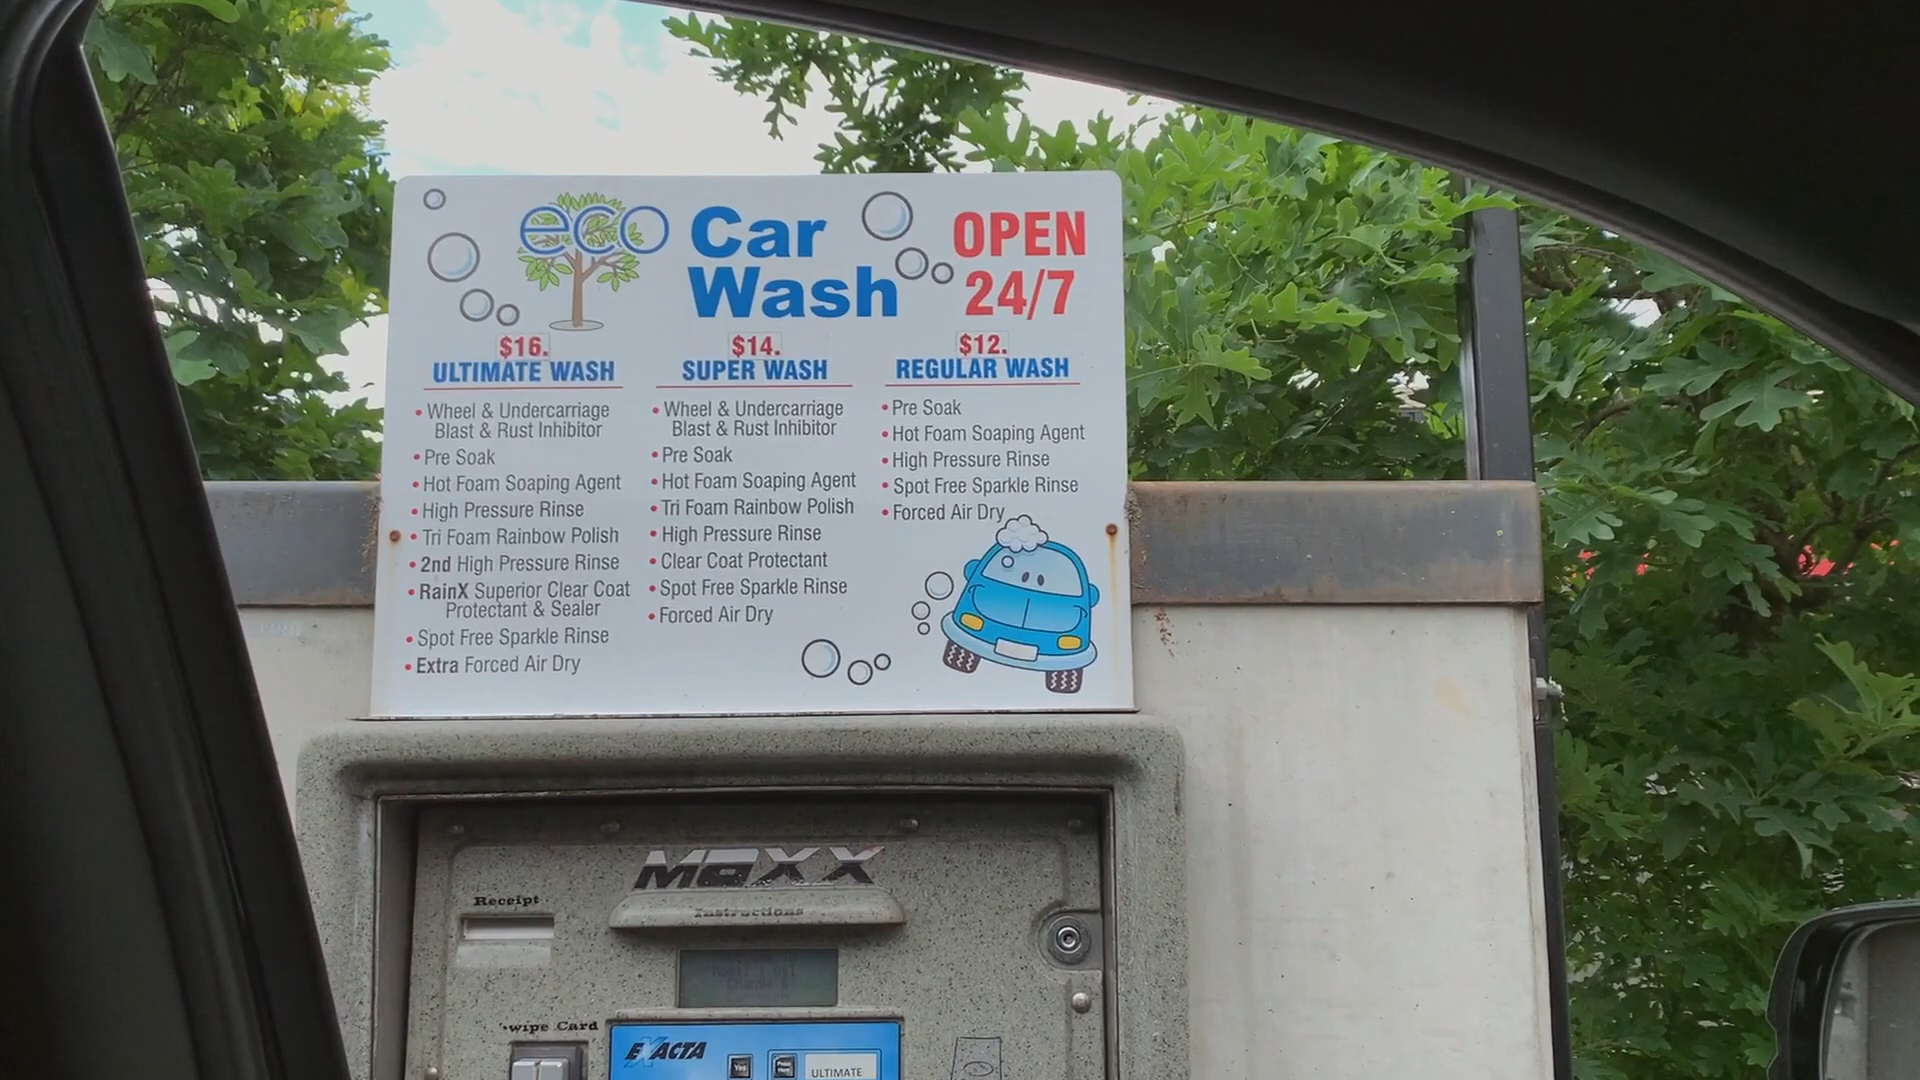 eco Car Wash
OPEN 24/7
$16.
ULTIMATE WASH
• Wheel & Undercarriage
Blast & Rust Inhibitor
• Pre Soak
• Hot Foam Soaping Agent
• High Pressure Rinse
• Tri Foam Rainbow Polish
• 2nd High Pressure Rinse
• RainX Superior Clear Coat
Protectant & Sealer
• Spot Free Sparkle Rinse
• Extra Forced Air Dry
$14.
SUPER WASH
• Wheel & Undercarriage
Blast & Rust Inhibitor
• Pre Soak
• Hot Foam Soaping Agent
• Tri Foam Rainbow Polish
• High Pressure Rinse
• Clear Coat Protectant
• Spot Free Sparkle Rinse
• Forced Air Dry
$12.
REGULAR WASH
• Pre Soak
• Hot Foam Soaping Agent
• High Pressure Rinse
• Spot Free Sparkle Rinse
• Forced Air Dry
MAXX
Receipt
Instructions
Card
EXACTA
Yes
ULTIMATE